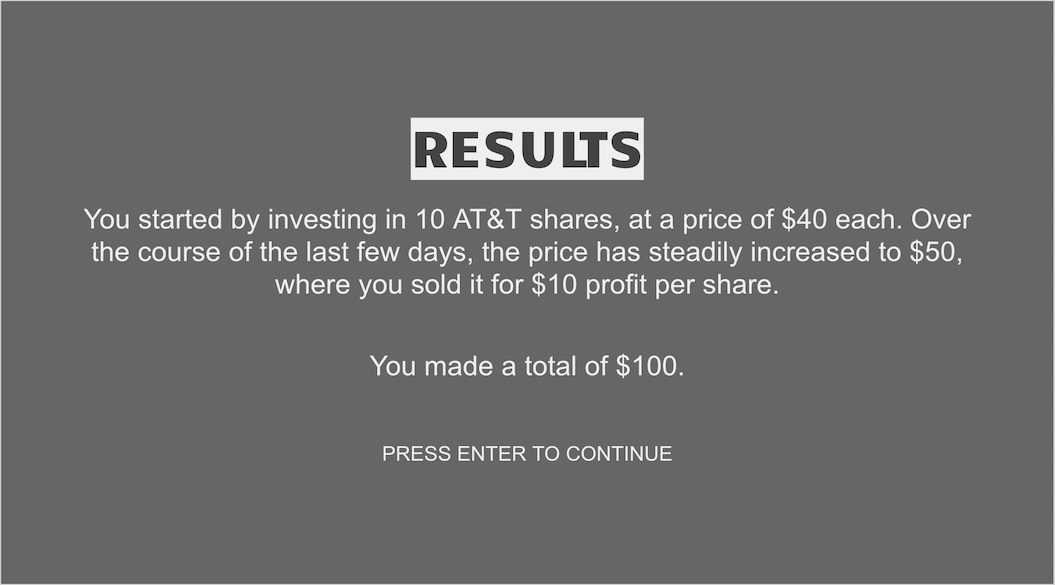 RESULTS
You started by investing in 10 AT&T shares, at a price of $40 each. Over
the course of the last few days, the price has steadily increased to $50,
where you sold it for $10 profit per share.
You made a total of $100.
PRESS ENTER TO CONTINUE